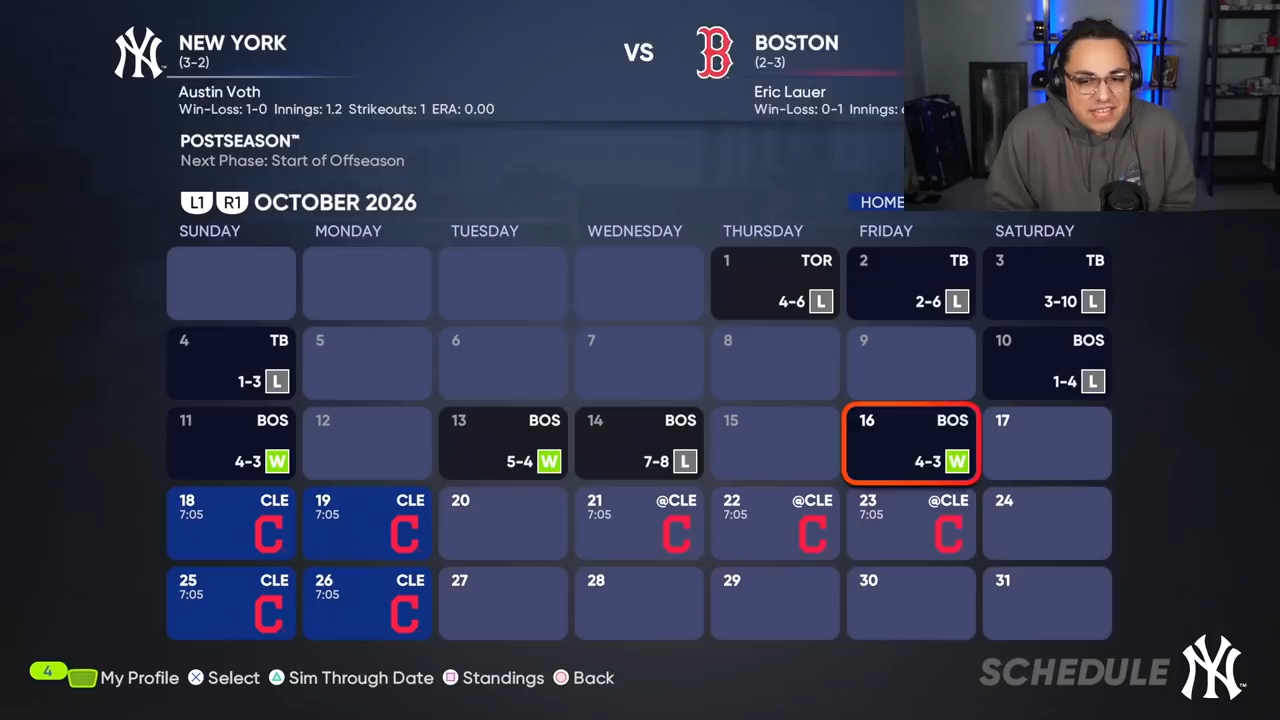 NEW YORK
(3-2)
VS
BOSTON
(2-3)
Austin Voth
Win-Loss: 1-0 Innings: 1.2 Strikeouts: 1 ERA: 0.00
Eric Lauer
Win-Loss: 0-1 Innings:
POSTSEASON™
Next Phase: Start of Offseason
L1 R1 OCTOBER 2026
HOME
SUNDAY MONDAY TUESDAY WEDNESDAY THURSDAY FRIDAY SATURDAY
1 TOR 2 TB 3 TB
4-6 L 2-6 L 3-10 L
4 TB 5 6 7 8 9 10 BOS
1-3 L 1-4 L
11 BOS 12 13 BOS 14 BOS 15 16 BOS 17
4-3 W 5-4 W 7-8 L 4-3 W
18 CLE 19 CLE 20 21 @CLE 22 @CLE 23 @CLE 24
7:05 7:05 7:05 7:05 7:05
C C C C C
25 CLE 26 CLE 27 28 29 30 31
7:05 7:05
C C
4 My Profile Select Sim Through Date Standings Back
SCHEDULE NY